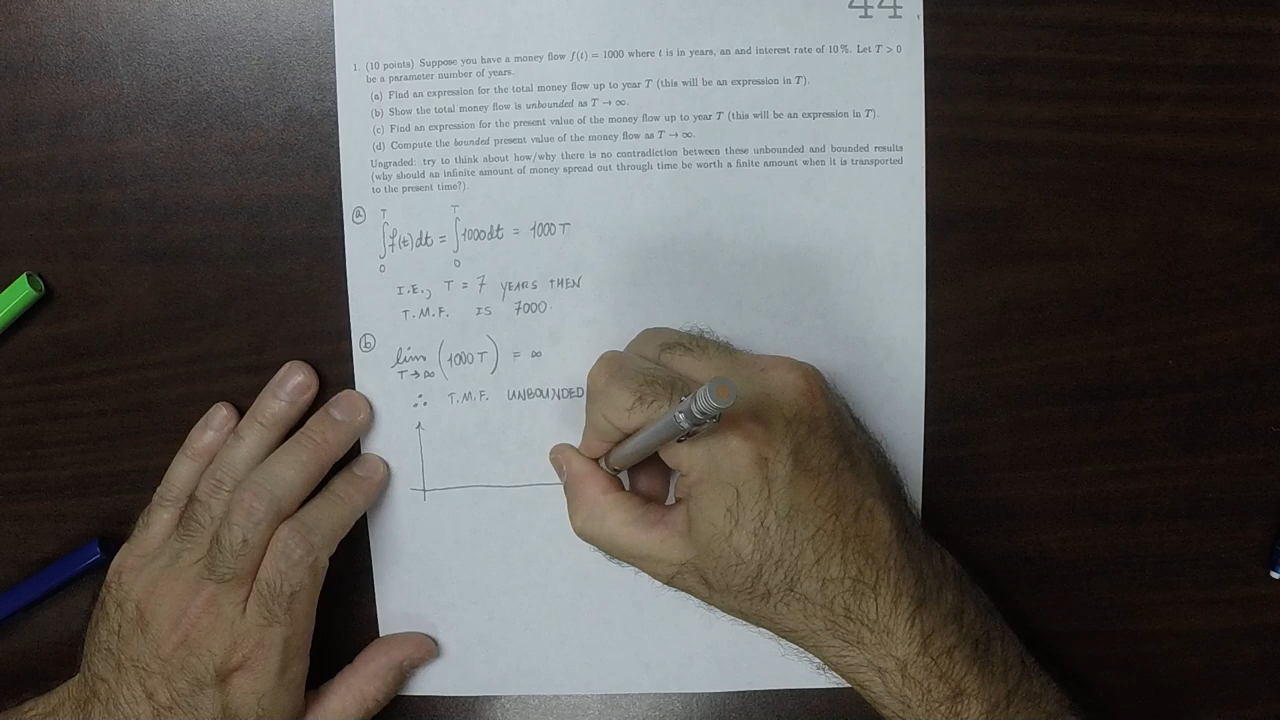 44
1. (10 points) Suppose you have a money flow f(t) = 1000 where t is in years, an and interest rate of 10%. Let T > 0
be a parameter number of years.
(a) Find an expression for the total money flow up to year T (this will be an expression in T).
(b) Show the total money flow is unbounded as T → ∞.
(c) Find an expression for the present value of the money flow up to year T (this will be an expression in T).
(d) Compute the bounded present value of the money flow as T → ∞.
Ungraded: try to think about how/why there is no contradiction between these unbounded and bounded results
(why should an infinite amount of money spread out through time be worth a finite amount when it is transported
to the present time?).
ⓐ ∫₀ᵀ f(t)dt = ∫₀ᵀ 1000dt = 1000T
I.E., T = 7 YEARS THEN
T.M.F. IS 7000.
ⓑ lim T→∞ (1000T) = ∞
∴ T.M.F. UNBOUNDED